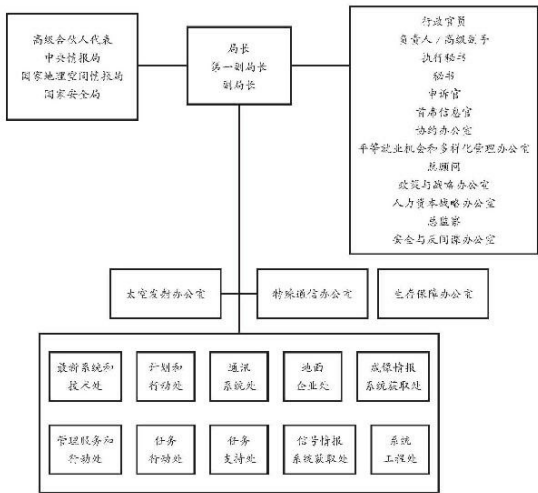 高级合伙人代表
中央情报局
国家地理空间情报局
国家安全局
局长
第一副局长
副局长
行政官员
负责人/高级新手
执行秘书
秘书
申诉官
首席信息官
协约办公室
平等就业机会和多样化管理办公室
总顾问
政策与战略办公室
人力资本战略办公室
总监察
安全与反间谍办公室
太空发射办公室
特殊通信办公室
生存保障办公室
最新系统和
技术处
计划和
行动处
通讯
系统处
地面
企业处
成像情报
系统获取处
管理服务和
行动处
任务
行动处
任务
支持处
信号情报
系统获取处
系统
工程处